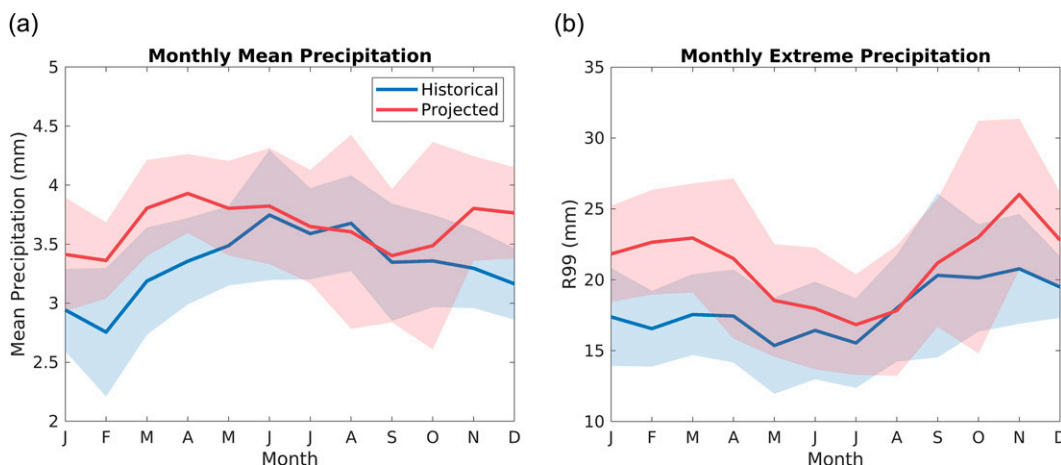 (a)
Monthly Mean Precipitation
5
4.5
4
3.5
3
2.5
2
Mean Precipitation (mm)
Historical
Projected
J F M A M J J A S O N D
Month
(b)
Monthly Extreme Precipitation
35
30
25
20
15
10
R99 (mm)
J F M A M J J A S O N D
Month